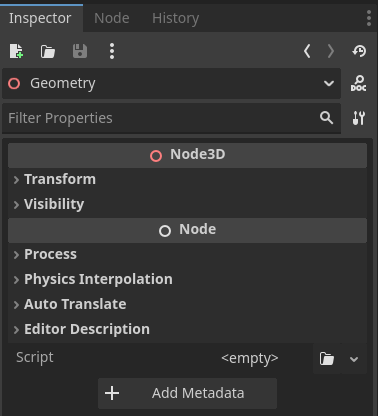 Inspector Node History
Geometry
DOC
Filter Properties
Node3D
Transform
Visibility
Node
Process
Physics Interpolation
Auto Translate
Editor Description
Script <empty>
Add Metadata